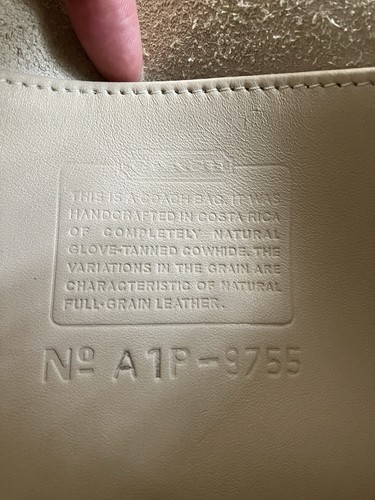 COACH
THIS IS A COACH BAG. IT WAS
HANDCRAFTED IN COSTA RICA
OF COMPLETELY NATURAL
GLOVE-TANNED COWHIDE. THE
VARIATIONS IN THE GRAIN ARE
CHARACTERISTIC OF NATURAL
FULL-GRAIN LEATHER.
Nº A1P-9755